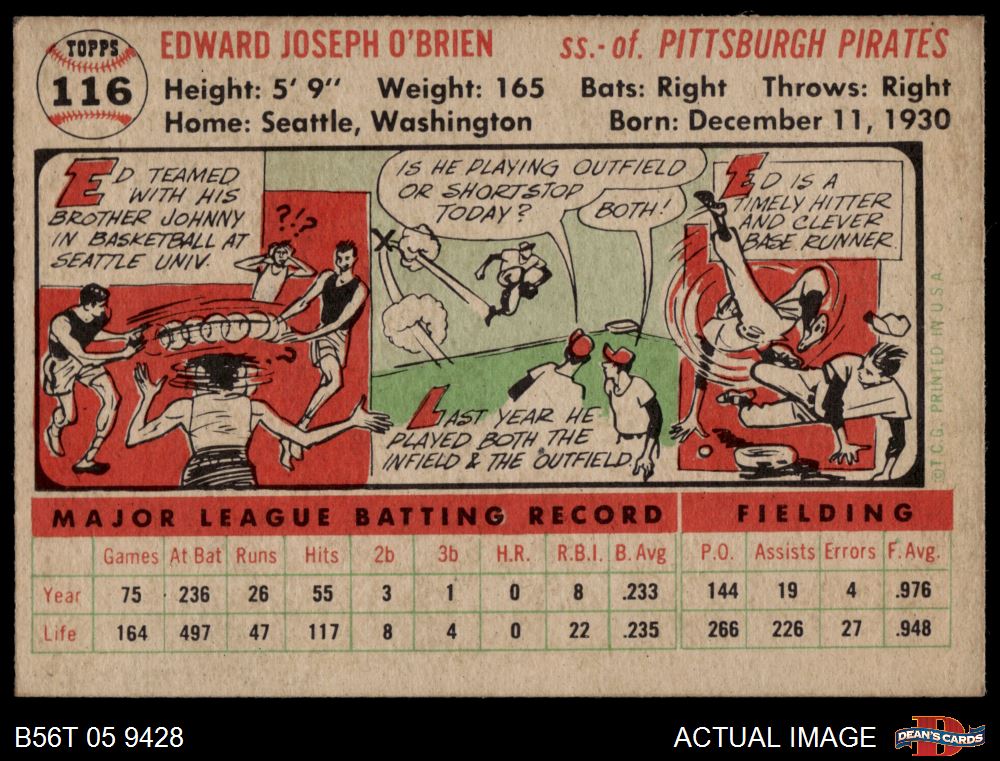 TOPPS
116
EDWARD JOSEPH O'BRIEN ss.-of. PITTSBURGH PIRATES
Height: 5' 9" Weight: 165 Bats: Right Throws: Right
Home: Seattle, Washington Born: December 11, 1930
ED TEAMED
WITH HIS
BROTHER JOHNNY
IN BASKETBALL AT
SEATTLE UNIV.
?!?
?
IS HE PLAYING OUTFIELD
OR SHORTSTOP
TODAY?
BOTH!
LAST YEAR HE
PLAYED BOTH THE
INFIELD & THE OUTFIELD.
ED IS A
TIMELY HITTER
AND CLEVER
BASE RUNNER.
©T.C.G. PRINTED IN U.S.A.
MAJOR LEAGUE BATTING RECORD FIELDING
Games At Bat Runs Hits 2b 3b H.R. R.B.I. B. Avg P.O. Assists Errors F. Avg.
Year 75 236 26 55 3 1 0 8 .233 144 19 4 .976
Life 164 497 47 117 8 4 0 22 .235 266 226 27 .948
B56T 05 9428 ACTUAL IMAGE DEAN'S CARDS